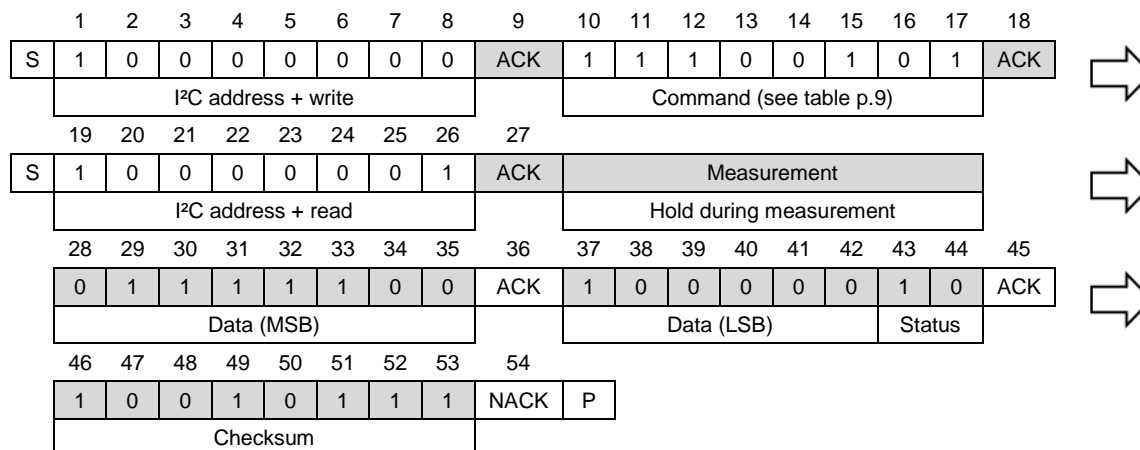 1 2 3 4 5 6 7 8 9 10 11 12 13 14 15 16 17 18
S 1 0 0 0 0 0 0 0 ACK 1 1 1 0 0 1 0 1 ACK
I²C address + write Command (see table p.9)
19 20 21 22 23 24 25 26 27
S 1 0 0 0 0 0 0 1 ACK Measurement
I²C address + read Hold during measurement
28 29 30 31 32 33 34 35 36 37 38 39 40 41 42 43 44 45
0 1 1 1 1 1 0 0 ACK 1 0 0 0 0 0 1 0 ACK
Data (MSB) Data (LSB) Status
46 47 48 49 50 51 52 53 54
1 0 0 1 0 1 1 1 NACK P
Checksum